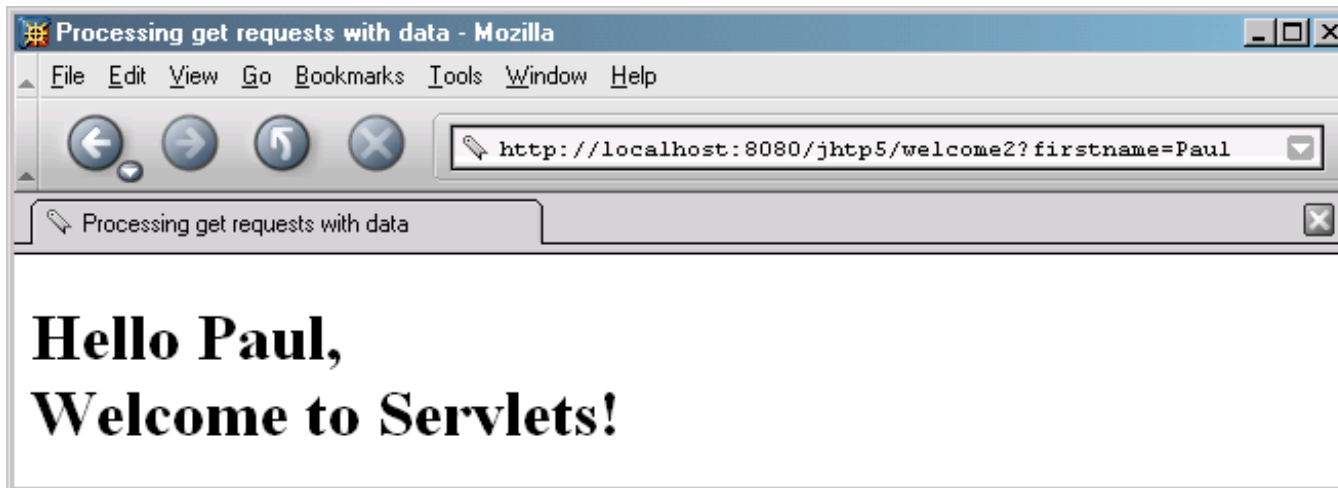 Processing get requests with data - Mozilla
File Edit View Go Bookmarks Tools Window Help
http://localhost:8080/jhtp5/welcome2?firstname=Paul
Processing get requests with data
Hello Paul,
Welcome to Servlets!